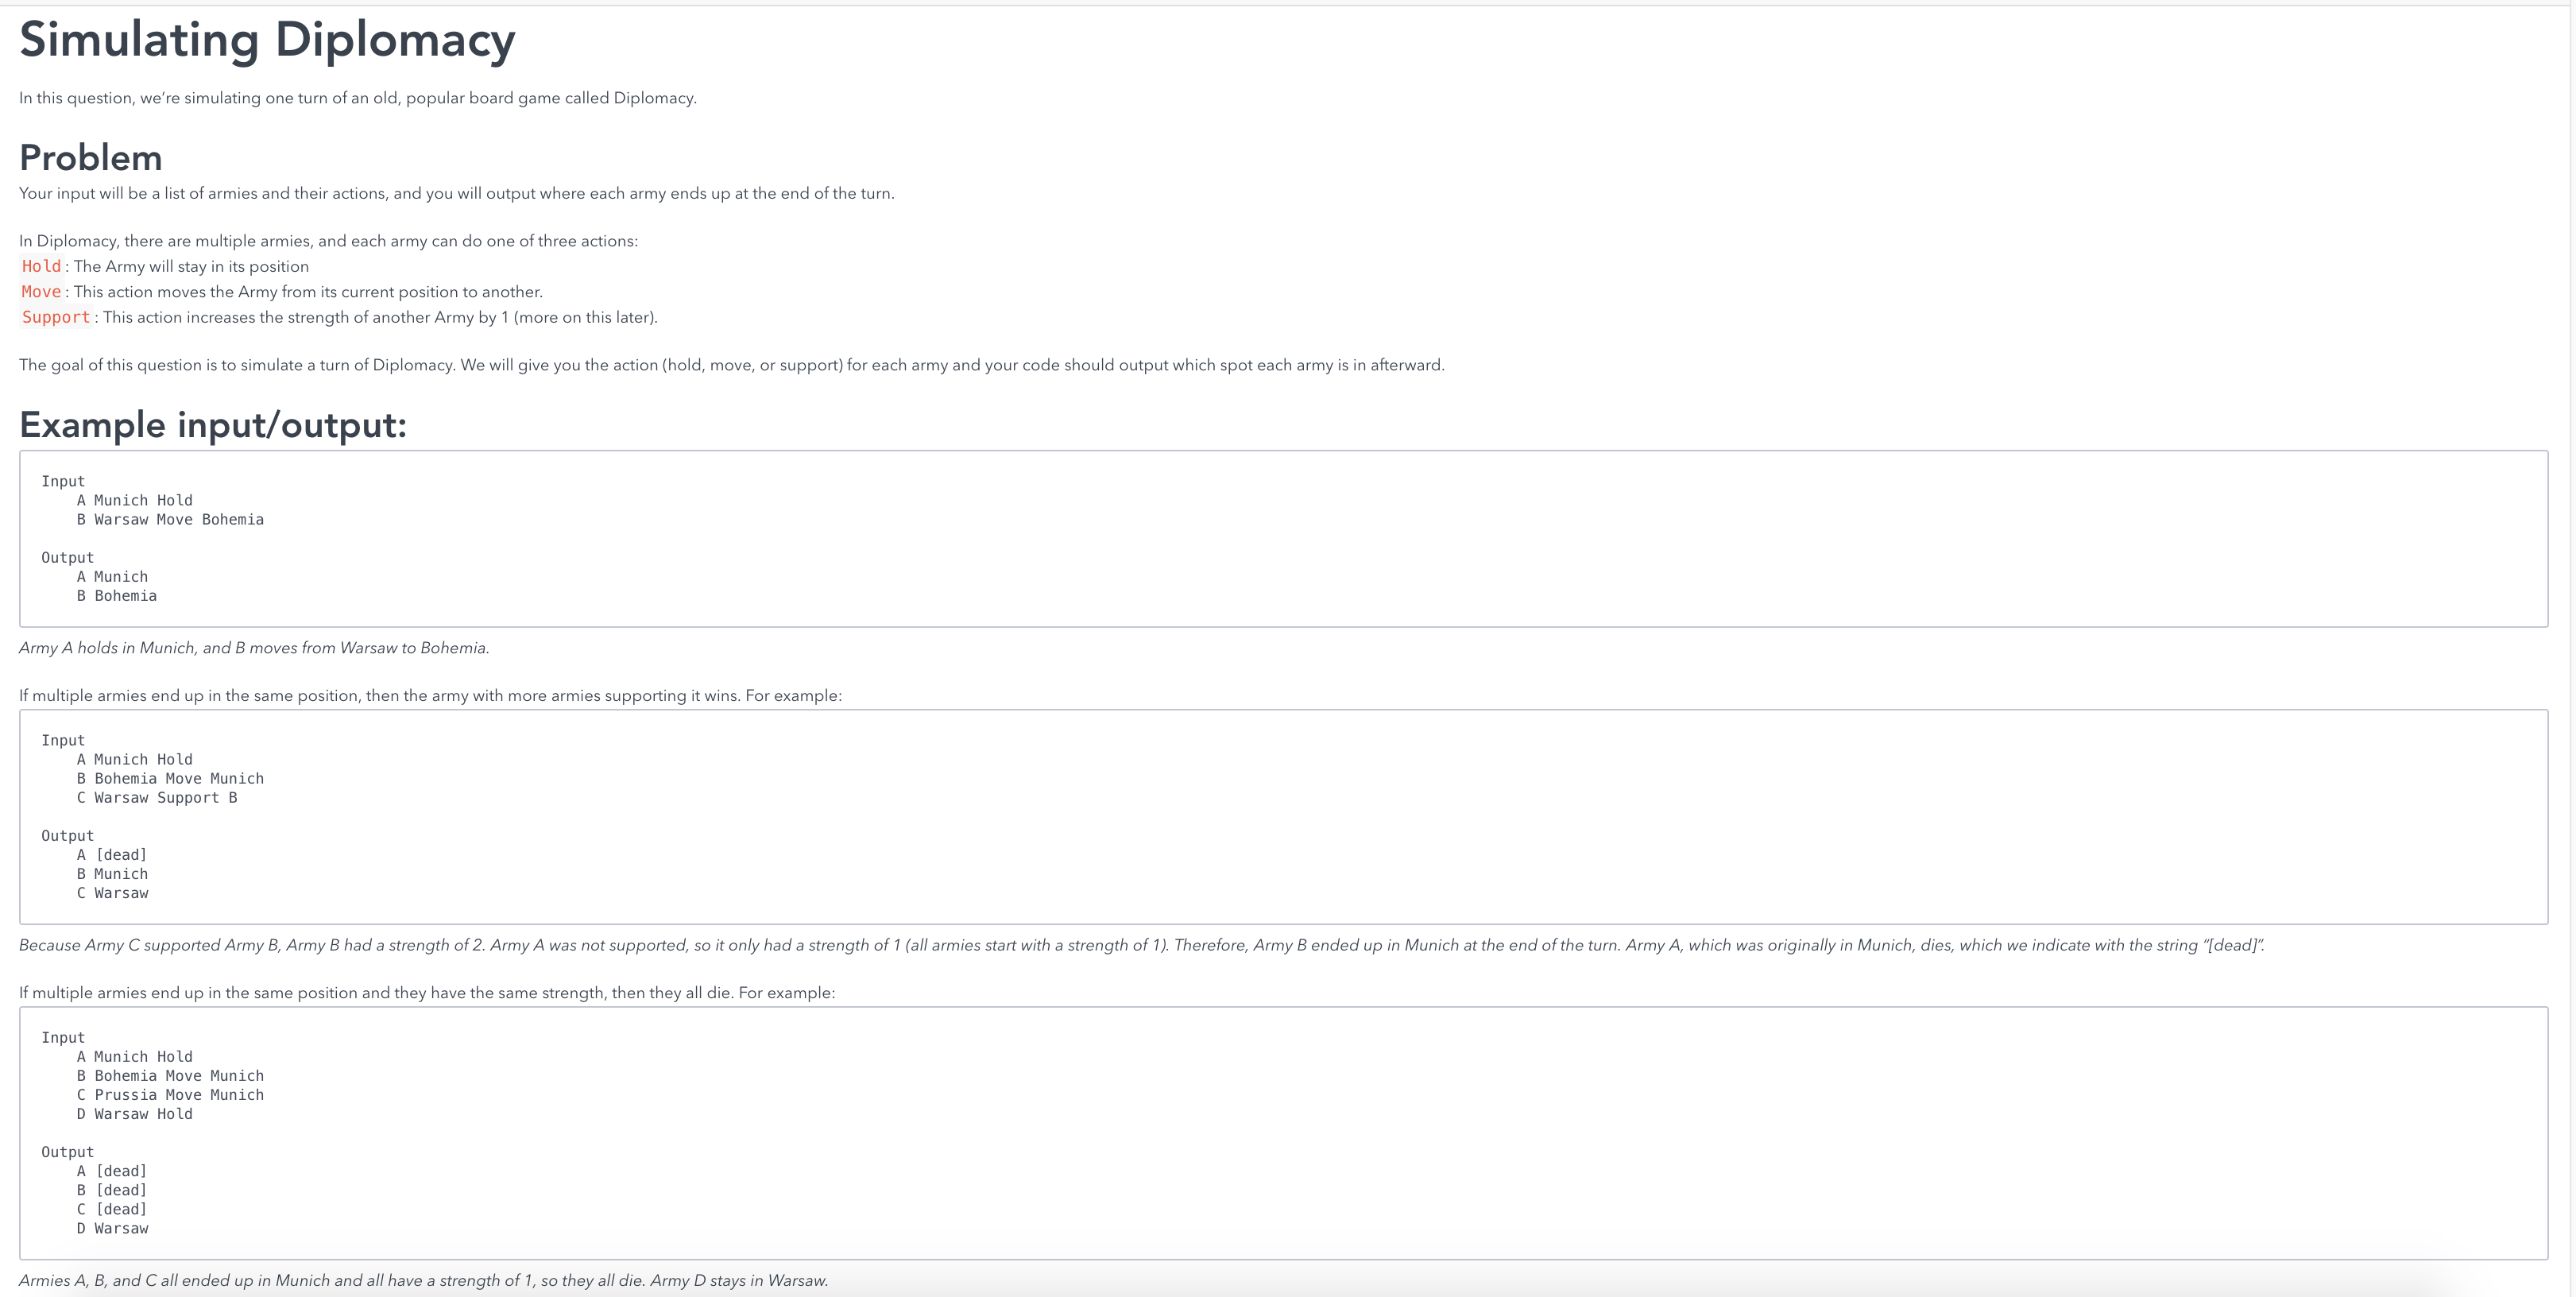 Simulating Diplomacy
In this question, we’re simulating one turn of an old, popular board game called Diplomacy.
Problem
Your input will be a list of armies and their actions, and you will output where each army ends up at the end of the turn.
In Diplomacy, there are multiple armies, and each army can do one of three actions:
Hold : The Army will stay in its position
Move : This action moves the Army from its current position to another.
Support : This action increases the strength of another Army by 1 (more on this later).
The goal of this question is to simulate a turn of Diplomacy. We will give you the action (hold, move, or support) for each army and your code should output which spot each army is in afterward.
Example input/output:
Input
A Munich Hold
B Warsaw Move Bohemia
Output
A Munich
B Bohemia
Army A holds in Munich, and B moves from Warsaw to Bohemia.
If multiple armies end up in the same position, then the army with more armies supporting it wins. For example:
Input
A Munich Hold
B Bohemia Move Munich
C Warsaw Support B
Output
A [dead]
B Munich
C Warsaw
Because Army C supported Army B, Army B had a strength of 2. Army A was not supported, so it only had a strength of 1 (all armies start with a strength of 1). Therefore, Army B ended up in Munich at the end of the turn. Army A, which was originally in Munich, dies, which we indicate with the string “[dead]”.
If multiple armies end up in the same position and they have the same strength, then they all die. For example:
Input
A Munich Hold
B Bohemia Move Munich
C Prussia Move Munich
D Warsaw Hold
Output
A [dead]
B [dead]
C [dead]
D Warsaw
Armies A, B, and C all ended up in Munich and all have a strength of 1, so they all die. Army D stays in Warsaw.